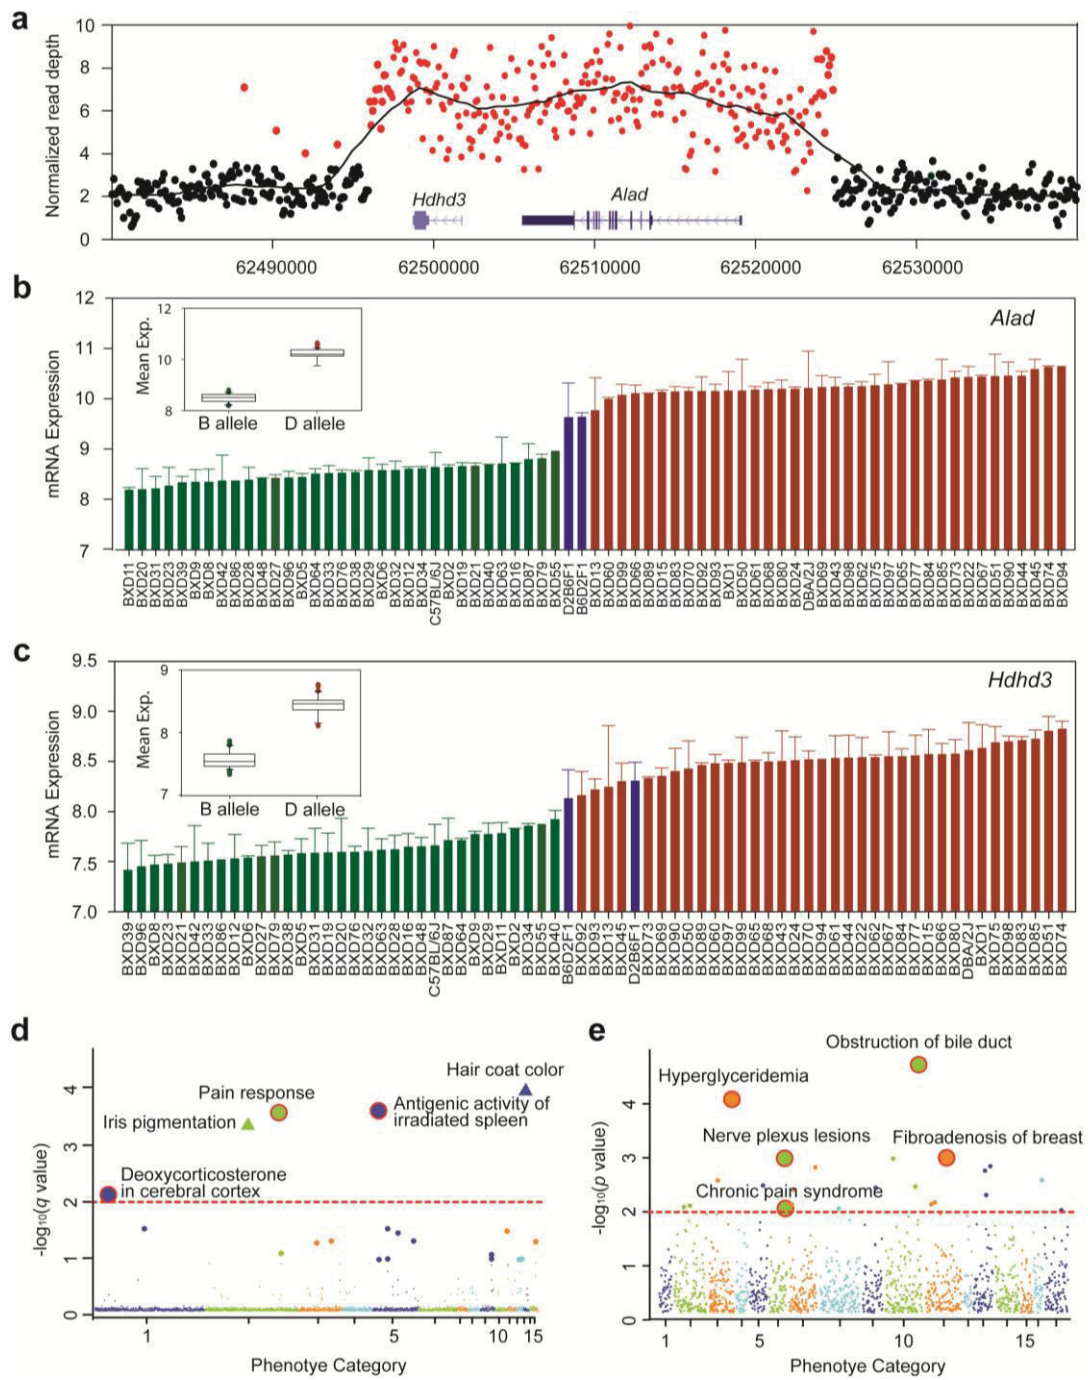 a
Normalized read depth
10
8
6
4
2
0
Hdhd3
Alad
62490000 62500000 62510000 62520000 62530000
b
mRNA Expression
12
11
10
9
8
7
Mean Exp.
12
10
8
B allele D allele
Alad
BXD11 BXD20 BXD31 BXD23 BXD39 BXD9 BXD8 BXD42 BXD86 BXD28 BXD48 BXD27 BXD96 BXD5 BXD64 BXD33 BXD76 BXD38 BXD29 BXD6 BXD32 BXD12 BXD34 C57BL/6J BXD2 BXD19 BXD21 BXD40 BXD63 BXD16 BXD87 BXD79 BXD55 D2B6F1 B6D2F1 BXD13 BXD60 BXD99 BXD66 BXD89 BXD15 BXD83 BXD70 BXD92 BXD93 BXD1 BXD50 BXD61 BXD68 BXD80 BXD24 DBA/2J BXD69 BXD43 BXD98 BXD62 BXD75 BXD97 BXD65 BXD77 BXD84 BXD85 BXD73 BXD22 BXD67 BXD51 BXD90 BXD44 BXD45 BXD74 BXD94
c
mRNA Expression
9.5
9.0
8.5
8.0
7.5
7.0
Mean Exp.
9
8
7
B allele D allele
Hdhd3
BXD39 BXD96 BXD8 BXD23 BXD21 BXD42 BXD33 BXD86 BXD12 BXD6 BXD27 BXD79 BXD38 BXD5 BXD31 BXD19 BXD20 BXD76 BXD32 BXD63 BXD28 BXD16 BXD48 C57BL/6J BXD87 BXD64 BXD9 BXD29 BXD11 BXD2 BXD34 BXD55 BXD40 B6D2F1 BXD92 BXD93 BXD13 BXD45 D2B6F1 BXD73 BXD69 BXD90 BXD50 BXD89 BXD60 BXD97 BXD99 BXD65 BXD68 BXD43 BXD24 BXD70 BXD94 BXD61 BXD44 BXD22 BXD62 BXD67 BXD84 BXD77 BXD15 BXD66 BXD80 DBA/2J BXD1 BXD75 BXD98 BXD83 BXD85 BXD51 BXD74
d
-log10(q value)
4
3
2
1
0
Hair coat color
Pain response
Antigenic activity of
irradiated spleen
Iris pigmentation
Deoxycorticosterone
in cerebral cortex
1 5 10 15
Phenotye Category
e
-log10(p value)
4
3
2
1
0
Obstruction of bile duct
Hyperglyceridemia
Nerve plexus lesions
Fibroadenosis of breast
Chronic pain syndrome
1 5 10 15
Phenotye Category